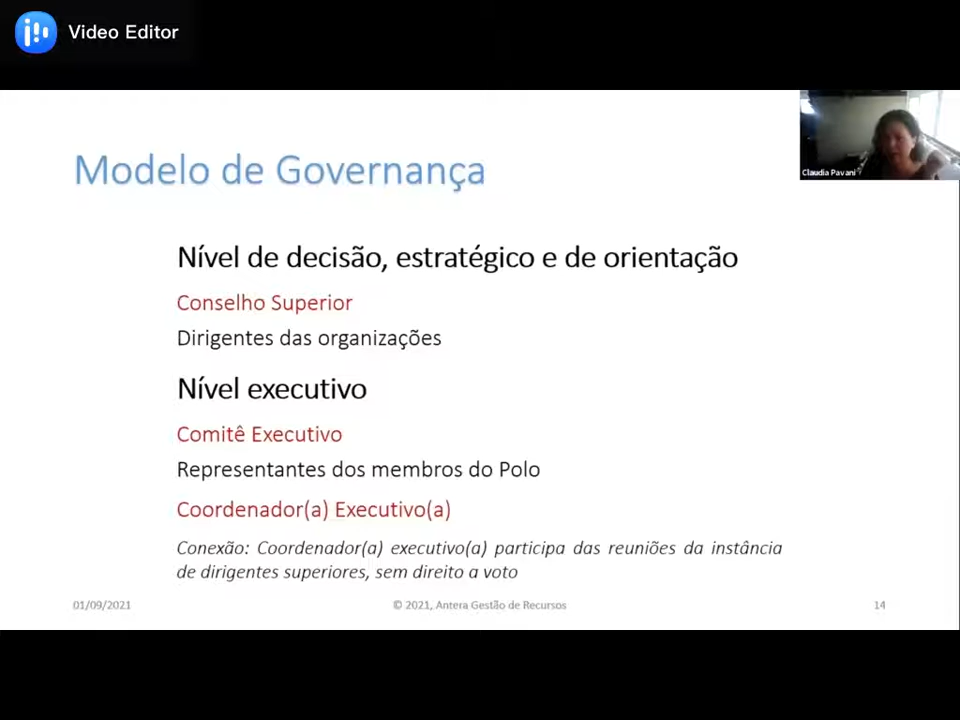 Video Editor
Claudia Pavani
Modelo de Governança
Nível de decisão, estratégico e de orientação
Conselho Superior
Dirigentes das organizações
Nível executivo
Comitê Executivo
Representantes dos membros do Polo
Coordenador(a) Executivo(a)
Conexão: Coordenador(a) executivo(a) participa das reuniões da instância
de dirigentes superiores, sem direito a voto
01/09/2021
© 2021, Antera Gestão de Recursos
14